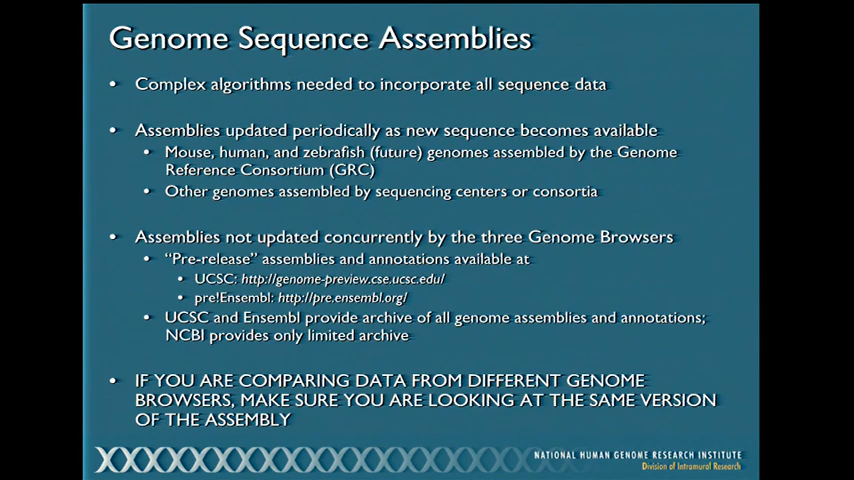 Genome Sequence Assemblies
• Complex algorithms needed to incorporate all sequence data
• Assemblies updated periodically as new sequence becomes available
• Mouse, human, and zebrafish (future) genomes assembled by the Genome
Reference Consortium (GRC)
• Other genomes assembled by sequencing centers or consortia
• Assemblies not updated concurrently by the three Genome Browsers
• “Pre-release” assemblies and annotations available at
• UCSC: http://genome-preview.cse.ucsc.edu/
• pre!Ensembl: http://pre.ensembl.org/
• UCSC and Ensembl provide archive of all genome assemblies and annotations;
NCBI provides only limited archive
• IF YOU ARE COMPARING DATA FROM DIFFERENT GENOME
BROWSERS, MAKE SURE YOU ARE LOOKING AT THE SAME VERSION
OF THE ASSEMBLY
NATIONAL HUMAN GENOME RESEARCH INSTITUTE
Division of Intramural Research